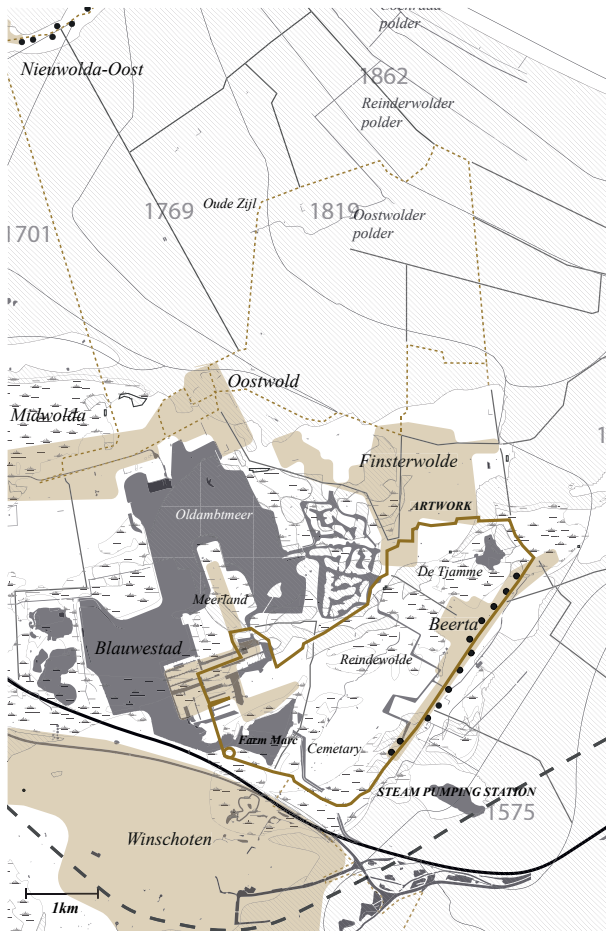 polder
Nieuwolda-Oost
1862
Reinderwolder
polder
1769
Oude Zijl
1819
Oostwolder
polder
1701
Oostwold
Midwolda
1
Finsterwolde
ARTWORK
Oldambtmeer
De Tjamme
Meerland
Beerta
Blauwestad
Reindewolde
Farm Marc
Cemetary
STEAM PUMPING STATION
1575
Winschoten
1km